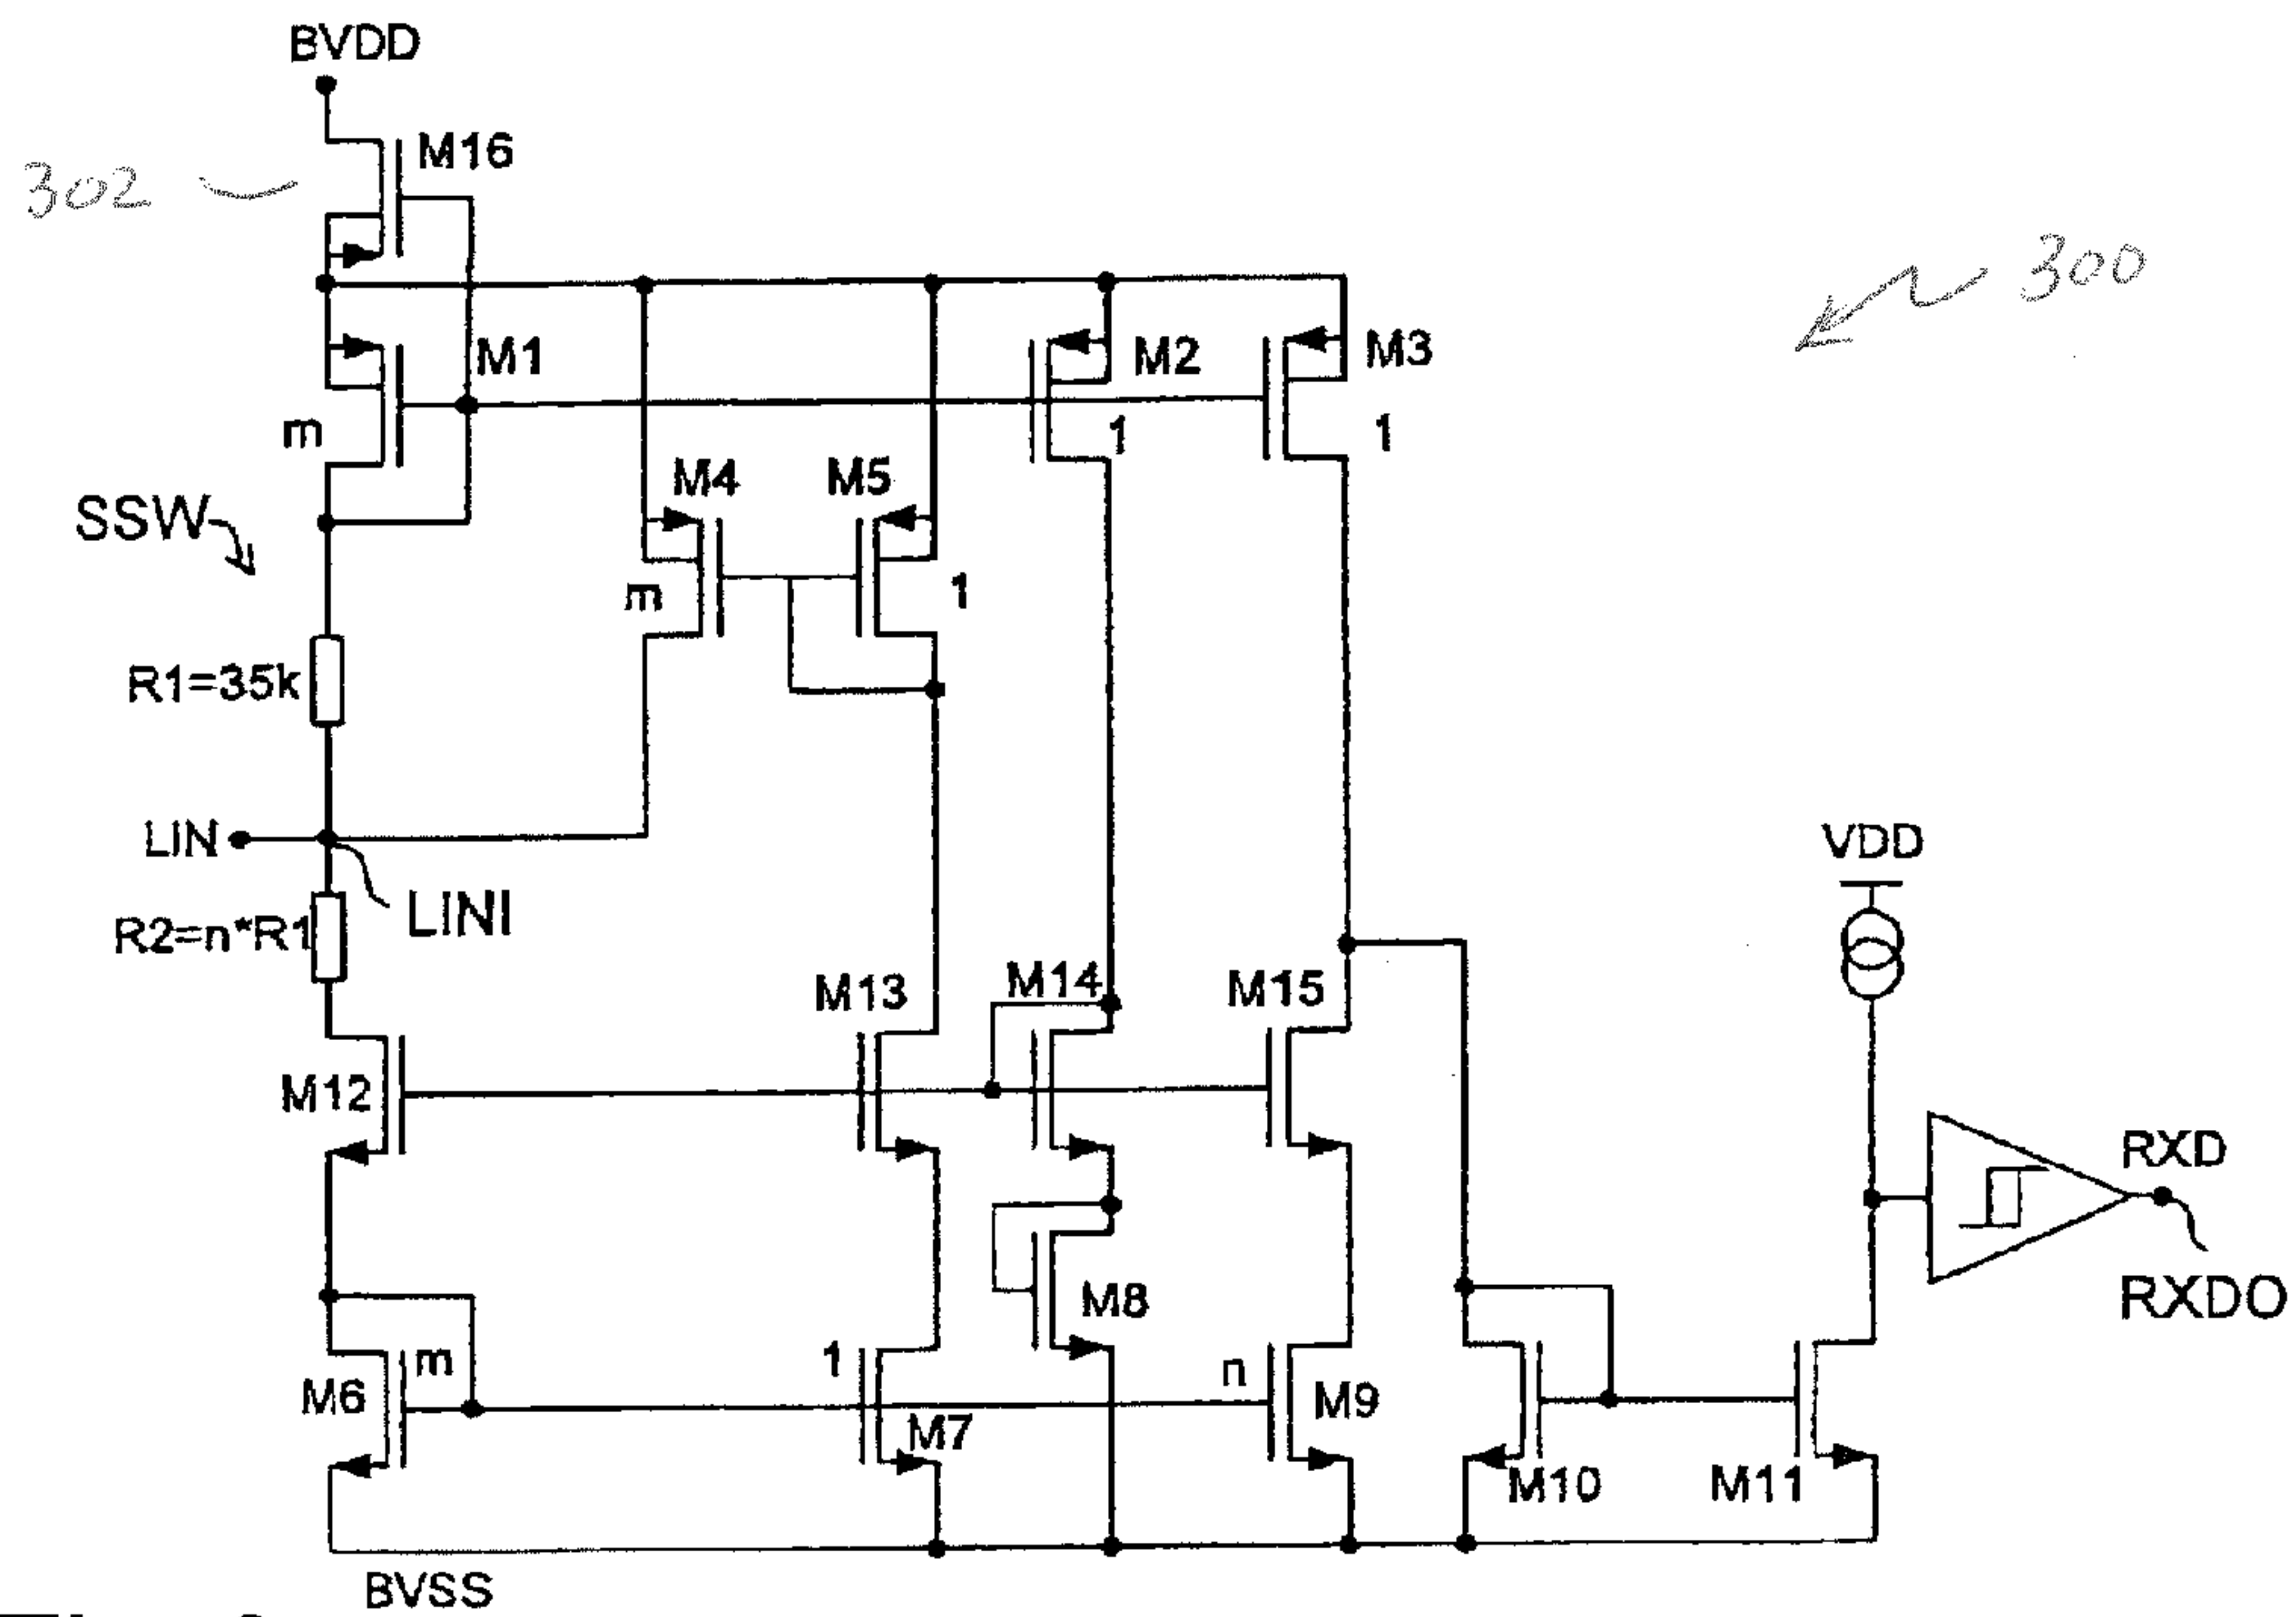 BVDD
M16
302
300
M1
M2
M3
m
1
1
SSW
M4
M5
m
1
R1=35k
LIN
VDD
LINI
R2=n*R1
M13
M14
M15
M12
RXD
M8
RXDO
m
1
n
M6
M7
M9
M10
M11
BVSS